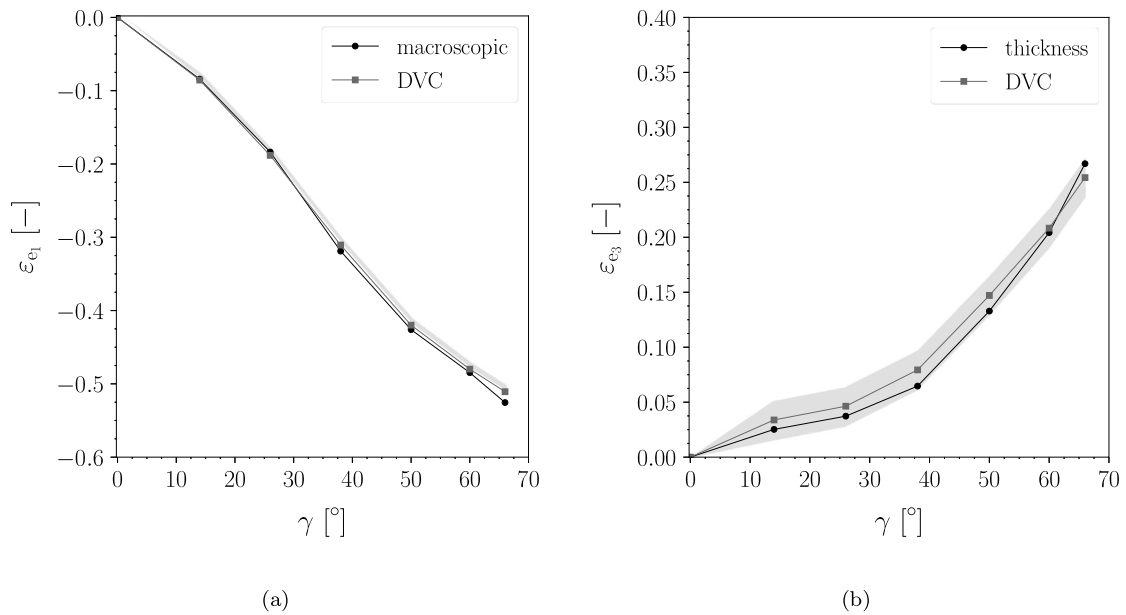 0.0
−0.1
−0.2
−0.3
−0.4
−0.5
−0.6
0 10 20 30 40 50 60 70
ε_{e_1} [−]
γ [°]
macroscopic
DVC
(a)
0.40
0.35
0.30
0.25
0.20
0.15
0.10
0.05
0.00
0 10 20 30 40 50 60 70
ε_{e_3} [−]
γ [°]
thickness
DVC
(b)